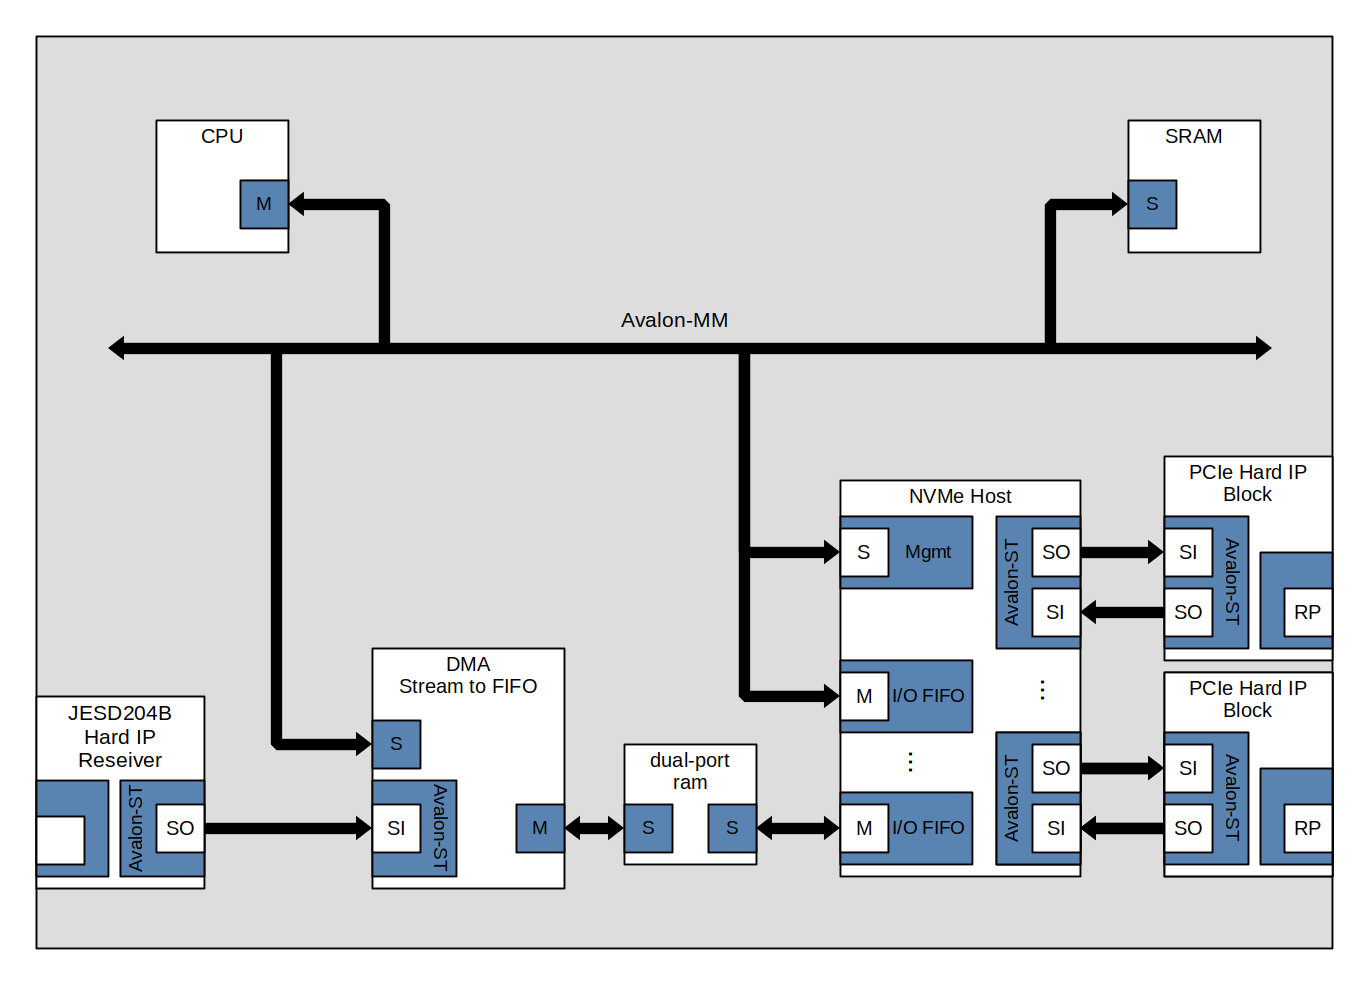 CPU
M
SRAM
S
Avalon-MM
PCIe Hard IP
Block
SI
SO
Avalon-ST
RP
NVMe Host
S
Mgmt
Avalon-ST
SO
SI
M
I/O FIFO
⋮
⋮
M
I/O FIFO
Avalon-ST
SO
SI
PCIe Hard IP
Block
SI
SO
Avalon-ST
RP
DMA
Stream to FIFO
S
SI
Avalon-ST
M
dual-port
ram
S
S
JESD204B
Hard IP
Reseiver
Avalon-ST
SO